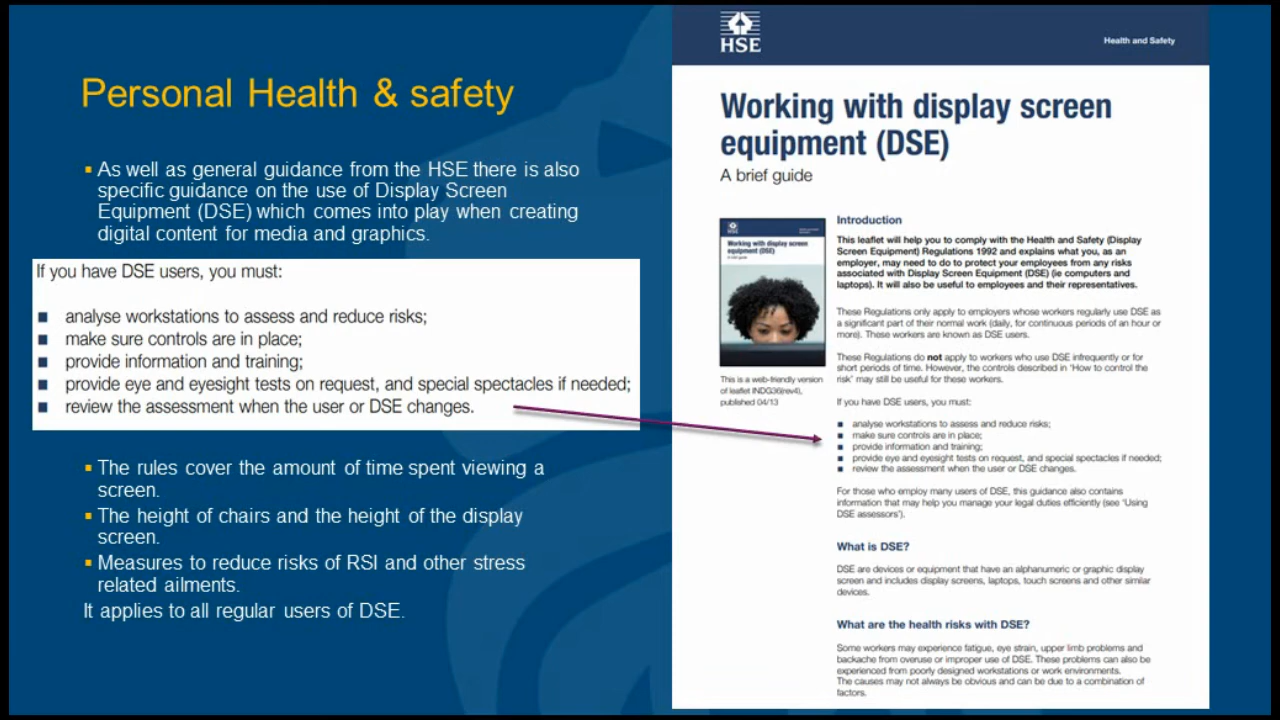 Personal Health & safety
▪ As well as general guidance from the HSE there is also
specific guidance on the use of Display Screen
Equipment (DSE) which comes into play when creating
digital content for media and graphics.
If you have DSE users, you must:
■ analyse workstations to assess and reduce risks;
■ make sure controls are in place;
■ provide information and training;
■ provide eye and eyesight tests on request, and special spectacles if needed;
■ review the assessment when the user or DSE changes.
▪ The rules cover the amount of time spent viewing a
screen.
▪ The height of chairs and the height of the display
screen.
▪ Measures to reduce risks of RSI and other stress
related ailments.
It applies to all regular users of DSE.
HSE
Health and Safety
Working with display screen
equipment (DSE)
A brief guide
HSE
Working with display screen
equipment (DSE)
This is a web-friendly version
of leaflet INDG36(rev4),
published 04/13
Introduction
This leaflet will help you to comply with the Health and Safety (Display
Screen Equipment) Regulations 1992 and explains what you, as an
employer, may need to do to protect your employees from any risks
associated with Display Screen Equipment (DSE) (ie computers and
laptops). It will also be useful to employees and their representatives.
These Regulations only apply to employers whose workers regularly use DSE as
a significant part of their normal work (daily, for continuous periods of an hour or
more). These workers are known as DSE users.
These Regulations do not apply to workers who use DSE infrequently or for
short periods of time. However, the controls described in 'How to control the
risk' may still be useful for these workers.
If you have DSE users, you must:
■ analyse workstations to assess and reduce risks;
■ make sure controls are in place;
■ provide information and training;
■ provide eye and eyesight tests on request, and special spectacles if needed;
■ review the assessment when the user or DSE changes.
For those who employ many users of DSE, this guidance also contains
information that may help you manage your legal duties efficiently (see 'Using
DSE assessors').
What is DSE?
DSE are devices or equipment that have an alphanumeric or graphic display
screen and includes display screens, laptops, touch screens and other similar
devices.
What are the health risks with DSE?
Some workers may experience fatigue, eye strain, upper limb problems and
backache from overuse or improper use of DSE. These problems can also be
experienced from poorly designed workstations or work environments.
The causes may not always be obvious and can be due to a combination of
factors.